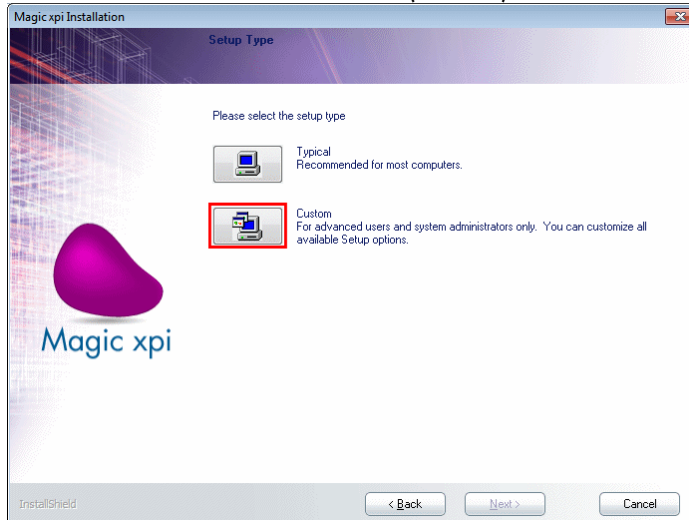 Magic xpi Installation
Setup Type
Please select the setup type
Typical
Recommended for most computers.
Custom
For advanced users and system administrators only. You can customize all
available Setup options.
Magic xpi
InstallShield
< Back
Next >
Cancel